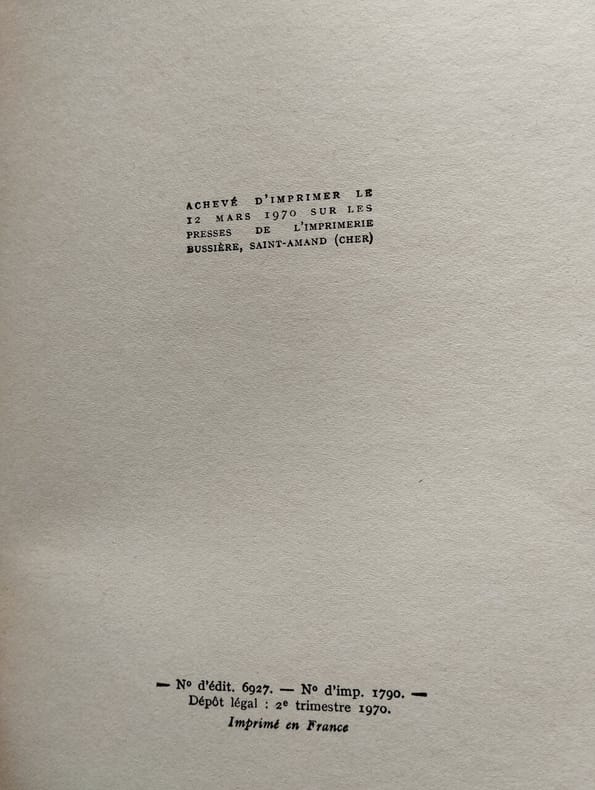 ACHEVÉ D'IMPRIMER LE
12 MARS 1970 SUR LES
PRESSES DE L'IMPRIMERIE
BUSSIÈRE, SAINT-AMAND (CHER)
— Nº d'édit. 6927. — Nº d'imp. 1790. —
Dépôt légal : 2e trimestre 1970.
Imprimé en France